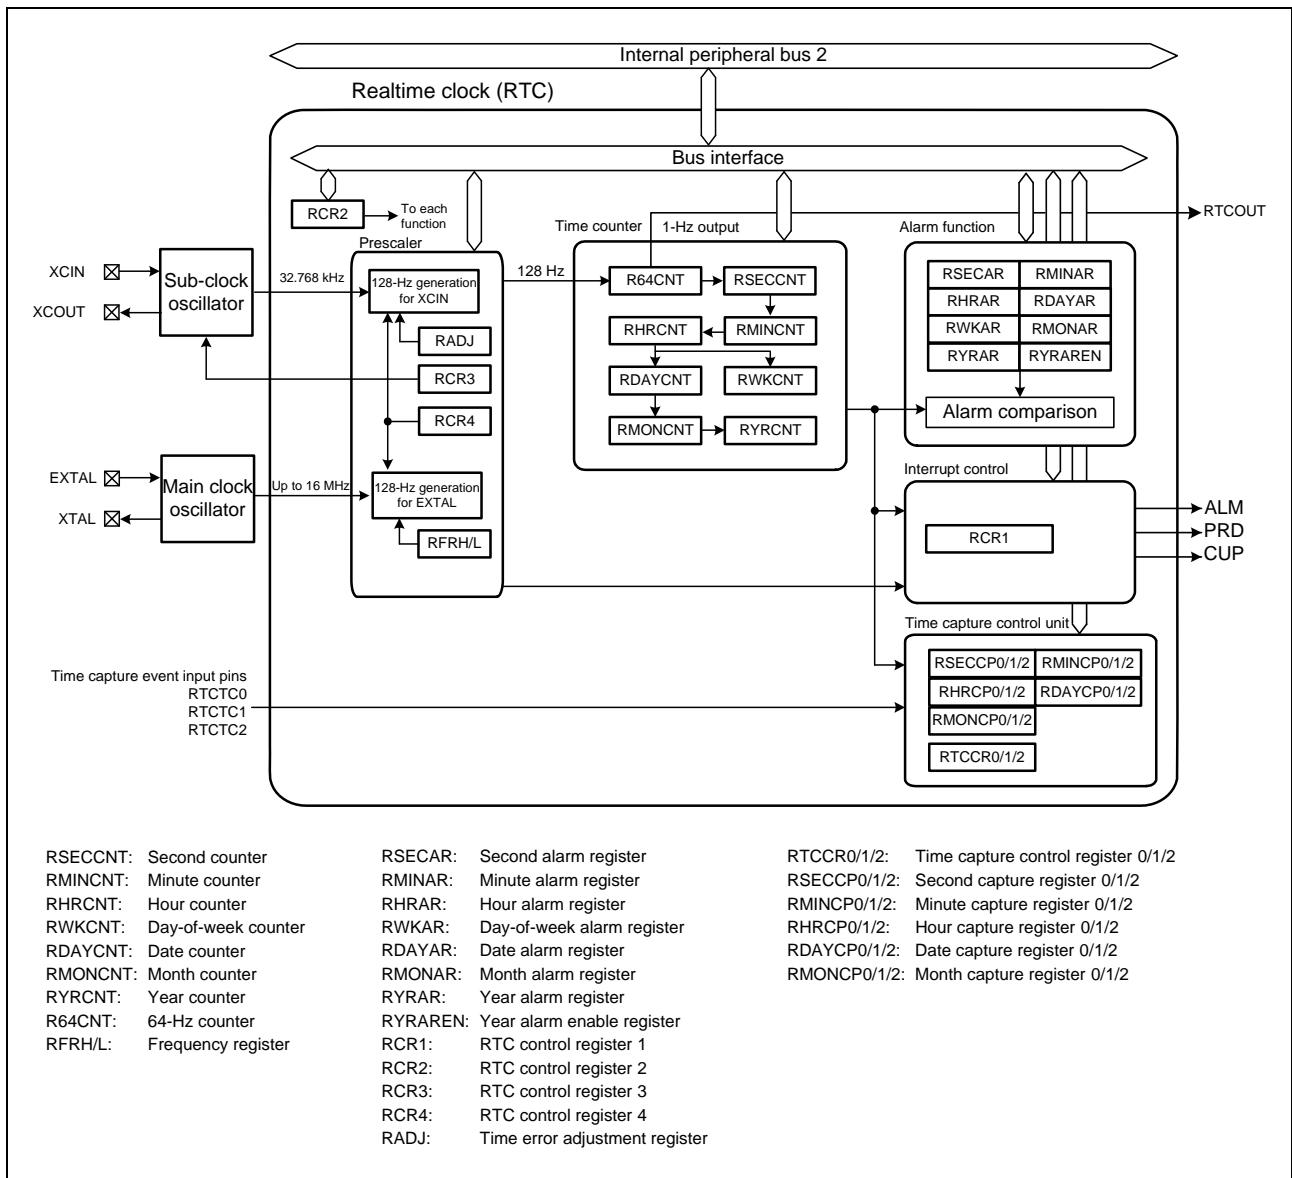 Internal peripheral bus 2
Realtime clock (RTC)
Bus interface
RCR2
To each
function
Prescaler
Time counter
1-Hz output
Alarm function
RTCOUT
XCIN
XCOUT
Sub-clock
oscillator
32.768 kHz
128-Hz generation
for XCIN
RADJ
RCR3
RCR4
128 Hz
R64CNT
RSECCNT
RHRCNT
RMINCNT
RDAYCNT
RWKCNT
RMONCNT
RYRCNT
RSECAR
RMINAR
RHRAR
RDAYAR
RWKAR
RMONAR
RYRAR
RYRAREN
Alarm comparison
EXTAL
XTAL
Main clock
oscillator
Up to 16 MHz
128-Hz generation
for EXTAL
RFRH/L
Interrupt control
RCR1
ALM
PRD
CUP
Time capture control unit
Time capture event input pins
RTCTC0
RTCTC1
RTCTC2
RSECCP0/1/2
RMINCP0/1/2
RHRCP0/1/2
RDAYCP0/1/2
RMONCP0/1/2
RTCCR0/1/2
RSECCNT: Second counter
RMINCNT: Minute counter
RHRCNT: Hour counter
RWKCNT: Day-of-week counter
RDAYCNT: Date counter
RMONCNT: Month counter
RYRCNT: Year counter
R64CNT: 64-Hz counter
RFRH/L: Frequency register
RSECAR: Second alarm register
RMINAR: Minute alarm register
RHRAR: Hour alarm register
RWKAR: Day-of-week alarm register
RDAYAR: Date alarm register
RMONAR: Month alarm register
RYRAR: Year alarm register
RYRAREN: Year alarm enable register
RCR1: RTC control register 1
RCR2: RTC control register 2
RCR3: RTC control register 3
RCR4: RTC control register 4
RADJ: Time error adjustment register
RTCCR0/1/2: Time capture control register 0/1/2
RSECCP0/1/2: Second capture register 0/1/2
RMINCP0/1/2: Minute capture register 0/1/2
RHRCP0/1/2: Hour capture register 0/1/2
RDAYCP0/1/2: Date capture register 0/1/2
RMONCP0/1/2: Month capture register 0/1/2